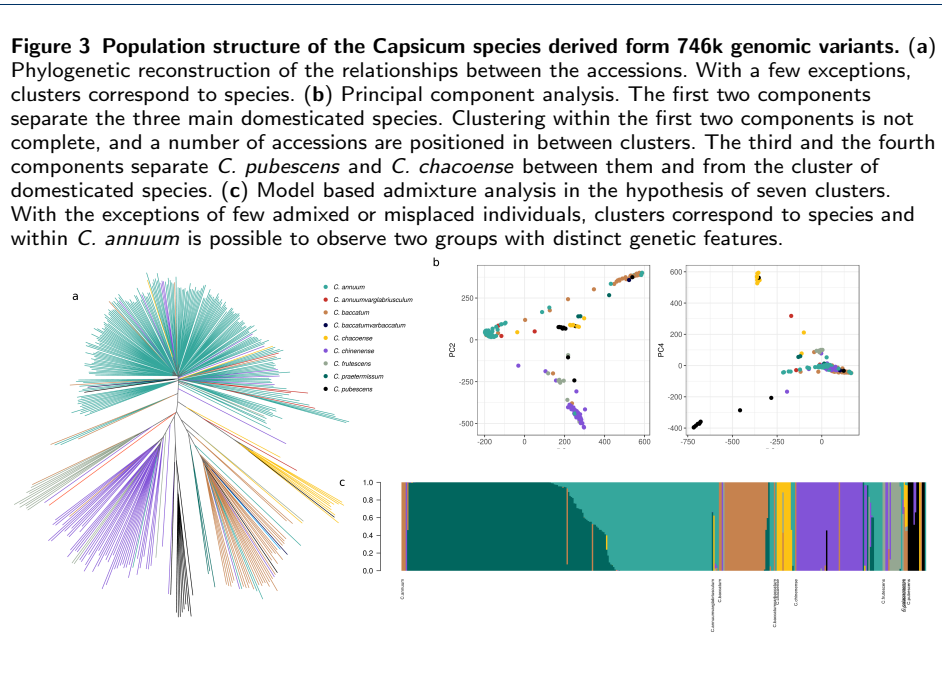 Figure 3 Population structure of the Capsicum species derived form 746k genomic variants. (a)
Phylogenetic reconstruction of the relationships between the accessions. With a few exceptions,
clusters correspond to species. (b) Principal component analysis. The first two components
separate the three main domesticated species. Clustering within the first two components is not
complete, and a number of accessions are positioned in between clusters. The third and the fourth
components separate C. pubescens and C. chacoense between them and from the cluster of
domesticated species. (c) Model based admixture analysis in the hypothesis of seven clusters.
With the exceptions of few admixed or misplaced individuals, clusters correspond to species and
within C. annuum is possible to observe two groups with distinct genetic features.
a
C. annuum
C. annuumvarglabriusculum
C. baccatum
C. baccatumvarbaccatum
C. chacoense
C. chinenense
C. frutescens
C. praetermissum
C. pubescens
b
PC2
250
0
-250
-500
-200 0 200 400 600
PC4
600
400
200
0
-200
-400
-750 -500 -250 0
c
1.0
0.8
0.6
0.4
0.2
0.0
C.annuum
C.annuumvarglabriusculum
C.baccatum
C.chinenense
C.frutescens
C.pubescens